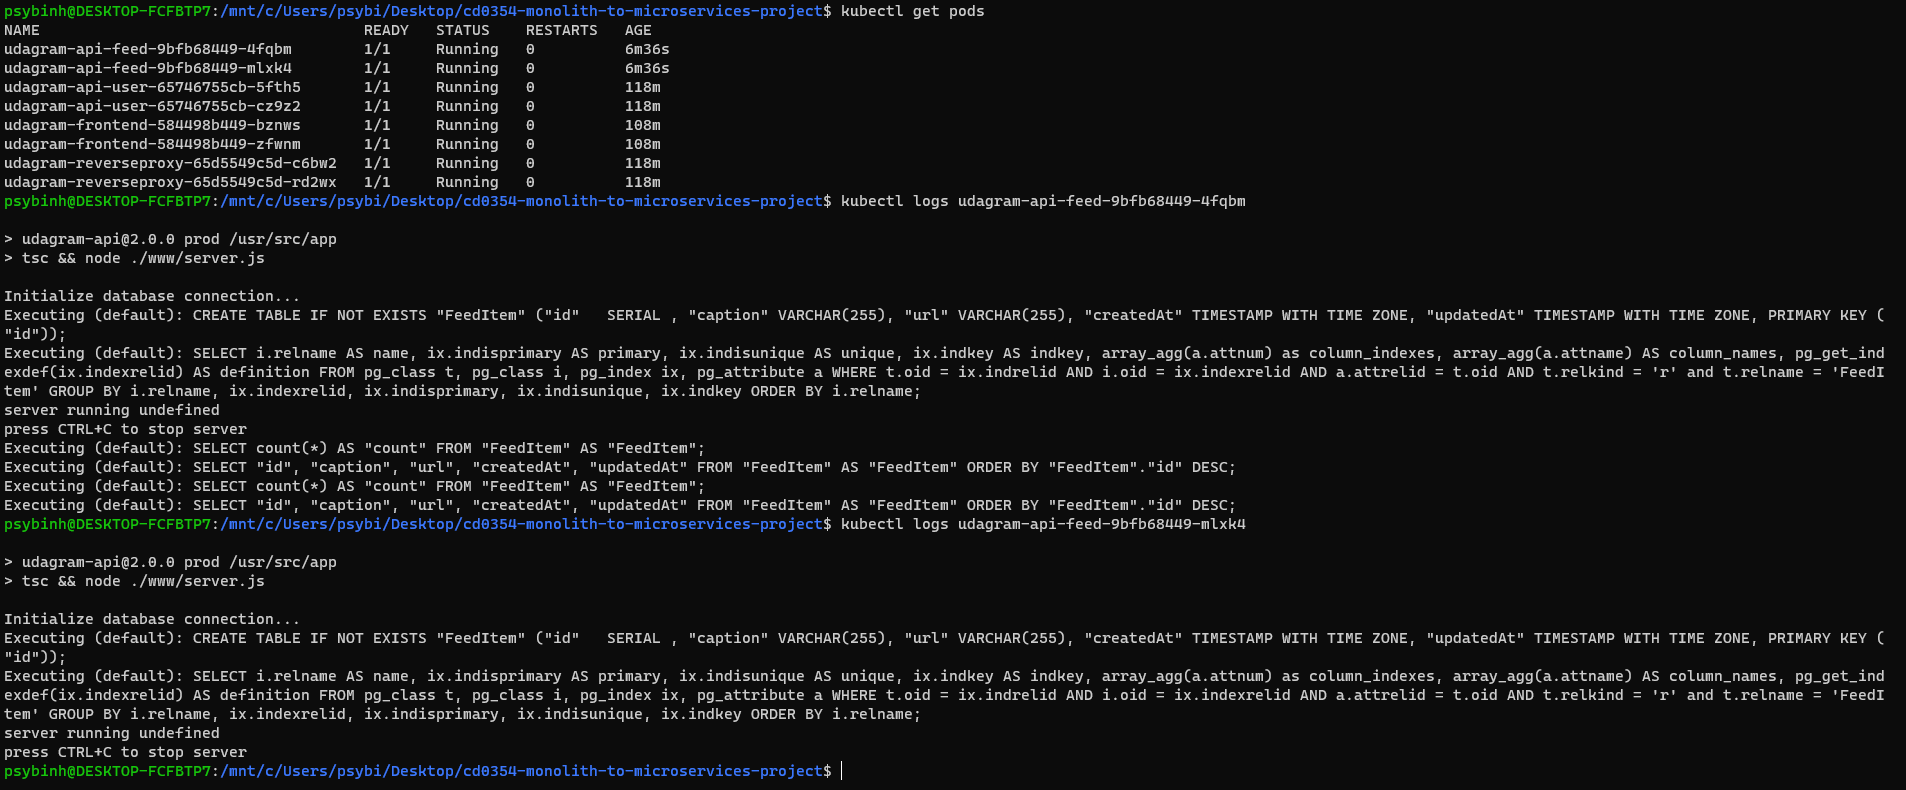 psybinh@DESKTOP-FCFBTP7:/mnt/c/Users/psybi/Desktop/cd0354-monolith-to-microservices-project$ kubectl get pods
NAME                                    READY   STATUS    RESTARTS   AGE
udagram-api-feed-9bfb68449-4fqbm        1/1     Running   0          6m36s
udagram-api-feed-9bfb68449-mlxk4        1/1     Running   0          6m36s
udagram-api-user-65746755cb-5fth5       1/1     Running   0          118m
udagram-api-user-65746755cb-cz9z2       1/1     Running   0          118m
udagram-frontend-584498b449-bznws       1/1     Running   0          108m
udagram-frontend-584498b449-zfwnm       1/1     Running   0          108m
udagram-reverseproxy-65d5549c5d-c6bw2   1/1     Running   0          118m
udagram-reverseproxy-65d5549c5d-rd2wx   1/1     Running   0          118m
psybinh@DESKTOP-FCFBTP7:/mnt/c/Users/psybi/Desktop/cd0354-monolith-to-microservices-project$ kubectl logs udagram-api-feed-9bfb68449-4fqbm
> udagram-api@2.0.0 prod /usr/src/app
> tsc && node ./www/server.js
Initialize database connection...
Executing (default): CREATE TABLE IF NOT EXISTS "FeedItem" ("id"   SERIAL , "caption" VARCHAR(255), "url" VARCHAR(255), "createdAt" TIMESTAMP WITH TIME ZONE, "updatedAt" TIMESTAMP WITH TIME ZONE, PRIMARY KEY (
"id"));
Executing (default): SELECT i.relname AS name, ix.indisprimary AS primary, ix.indisunique AS unique, ix.indkey AS indkey, array_agg(a.attnum) as column_indexes, array_agg(a.attname) AS column_names, pg_get_ind
exdef(ix.indexrelid) AS definition FROM pg_class t, pg_class i, pg_index ix, pg_attribute a WHERE t.oid = ix.indrelid AND i.oid = ix.indexrelid AND a.attrelid = t.oid AND t.relkind = 'r' and t.relname = 'FeedI
tem' GROUP BY i.relname, ix.indexrelid, ix.indisprimary, ix.indisunique, ix.indkey ORDER BY i.relname;
server running undefined
press CTRL+C to stop server
Executing (default): SELECT count(*) AS "count" FROM "FeedItem" AS "FeedItem";
Executing (default): SELECT "id", "caption", "url", "createdAt", "updatedAt" FROM "FeedItem" AS "FeedItem" ORDER BY "FeedItem"."id" DESC;
Executing (default): SELECT count(*) AS "count" FROM "FeedItem" AS "FeedItem";
Executing (default): SELECT "id", "caption", "url", "createdAt", "updatedAt" FROM "FeedItem" AS "FeedItem" ORDER BY "FeedItem"."id" DESC;
psybinh@DESKTOP-FCFBTP7:/mnt/c/Users/psybi/Desktop/cd0354-monolith-to-microservices-project$ kubectl logs udagram-api-feed-9bfb68449-mlxk4
> udagram-api@2.0.0 prod /usr/src/app
> tsc && node ./www/server.js
Initialize database connection...
Executing (default): CREATE TABLE IF NOT EXISTS "FeedItem" ("id"   SERIAL , "caption" VARCHAR(255), "url" VARCHAR(255), "createdAt" TIMESTAMP WITH TIME ZONE, "updatedAt" TIMESTAMP WITH TIME ZONE, PRIMARY KEY (
"id"));
Executing (default): SELECT i.relname AS name, ix.indisprimary AS primary, ix.indisunique AS unique, ix.indkey AS indkey, array_agg(a.attnum) as column_indexes, array_agg(a.attname) AS column_names, pg_get_ind
exdef(ix.indexrelid) AS definition FROM pg_class t, pg_class i, pg_index ix, pg_attribute a WHERE t.oid = ix.indrelid AND i.oid = ix.indexrelid AND a.attrelid = t.oid AND t.relkind = 'r' and t.relname = 'FeedI
tem' GROUP BY i.relname, ix.indexrelid, ix.indisprimary, ix.indisunique, ix.indkey ORDER BY i.relname;
server running undefined
press CTRL+C to stop server
psybinh@DESKTOP-FCFBTP7:/mnt/c/Users/psybi/Desktop/cd0354-monolith-to-microservices-project$